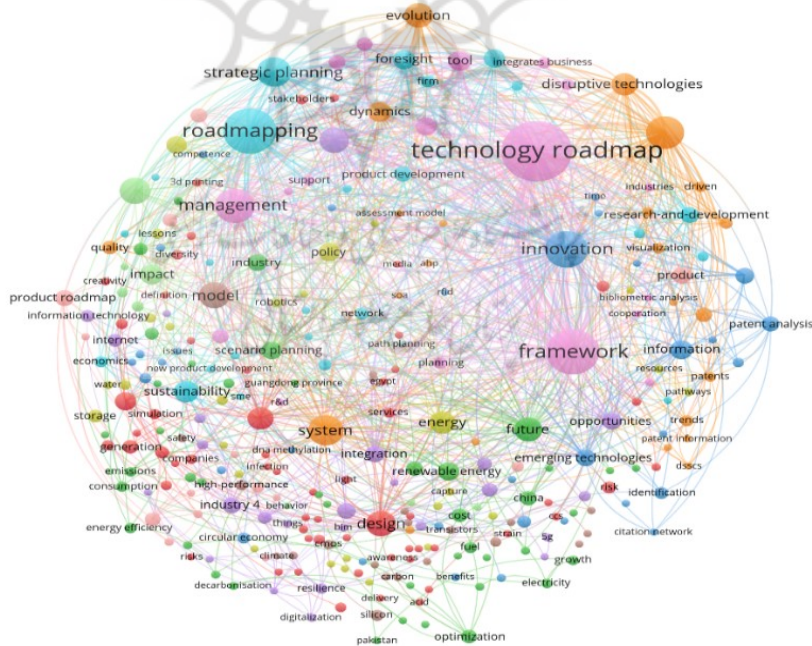 evolution
strategic planning
foresight
tool
integrates business
firm
disruptive technologies
stakeholders
dynamics
roadmapping
technology roadmap
competence
product development
3d printing
support
time
industries
driven
management
assessment model
research-and-development
lessons
quality
diversity
industry
policy
innovation
visualization
impact
media
abp
creativity
product
product roadmap
definition
model
robotics
soa
rfid
bibliometric analysis
information technology
network
cooperation
patent analysis
internet
issues
scenario planning
path planning
framework
information
economics
new product development
planning
resources
water
guangdong province
egypt
patents
sustainability
sme
pathways
storage
simulation
r&d
services
system
energy
future
opportunities
trends
safety
patent information
generation
companies
dna methylation
integration
emerging technologies
emissions
infection
renewable energy
dsscs
consumption
high-performance
light
capture
china
risk
identification
industry 4
behavior
cost
ccs
energy efficiency
things
bim
design
transistors
strain
5g
citation network
circular economy
cmos
fuel
risks
climate
awareness
growth
decarbonisation
carbon
benefits
electricity
resilience
delivery
acid
digitalization
silicon
pakistan
optimization